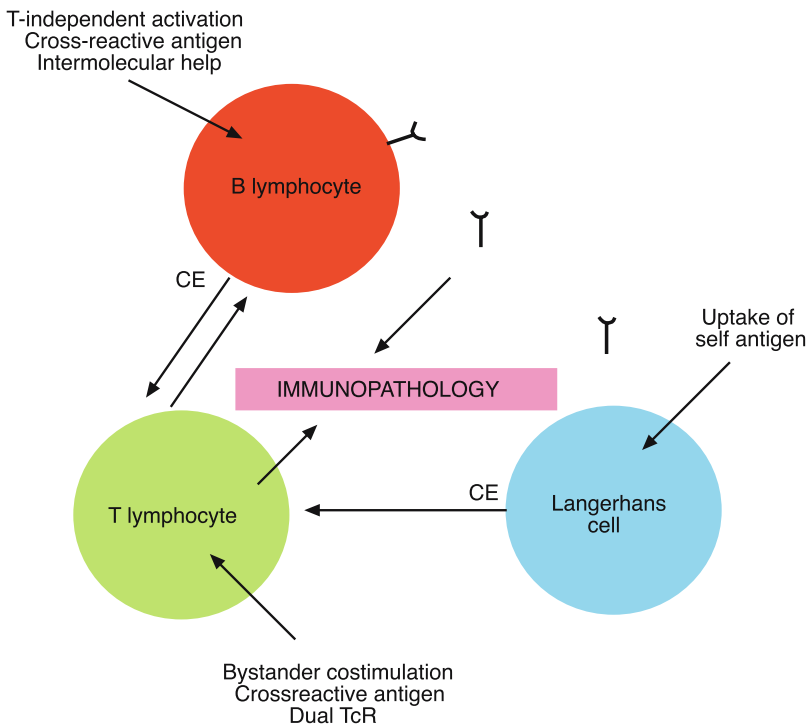 T-independent activation
Cross-reactive antigen
Intermolecular help
B lymphocyte
CE
Uptake of
self antigen
IMMUNOPATHOLOGY
CE
Langerhans
cell
T lymphocyte
Bystander costimulation
Crossreactive antigen
Dual TcR